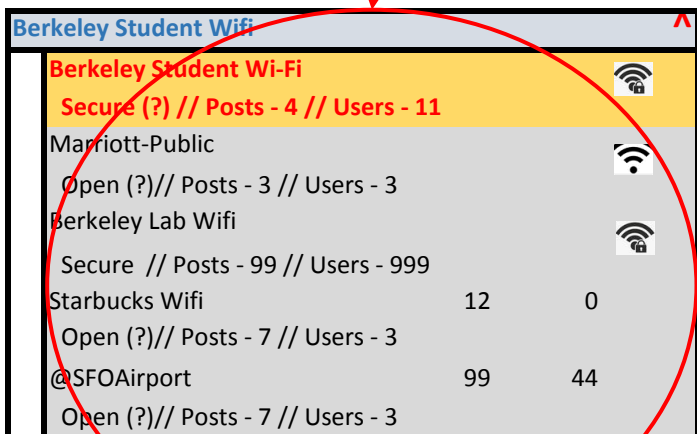 Berkeley Student Wifi ^
Berkeley Student Wi-Fi
Secure (?) // Posts - 4 // Users - 11
Marriott-Public
Open (?)// Posts - 3 // Users - 3
Berkeley Lab Wifi
Secure // Posts - 99 // Users - 999
Starbucks Wifi 12 0
Open (?)// Posts - 7 // Users - 3
@SFOAirport 99 44
Open (?)// Posts - 7 // Users - 3